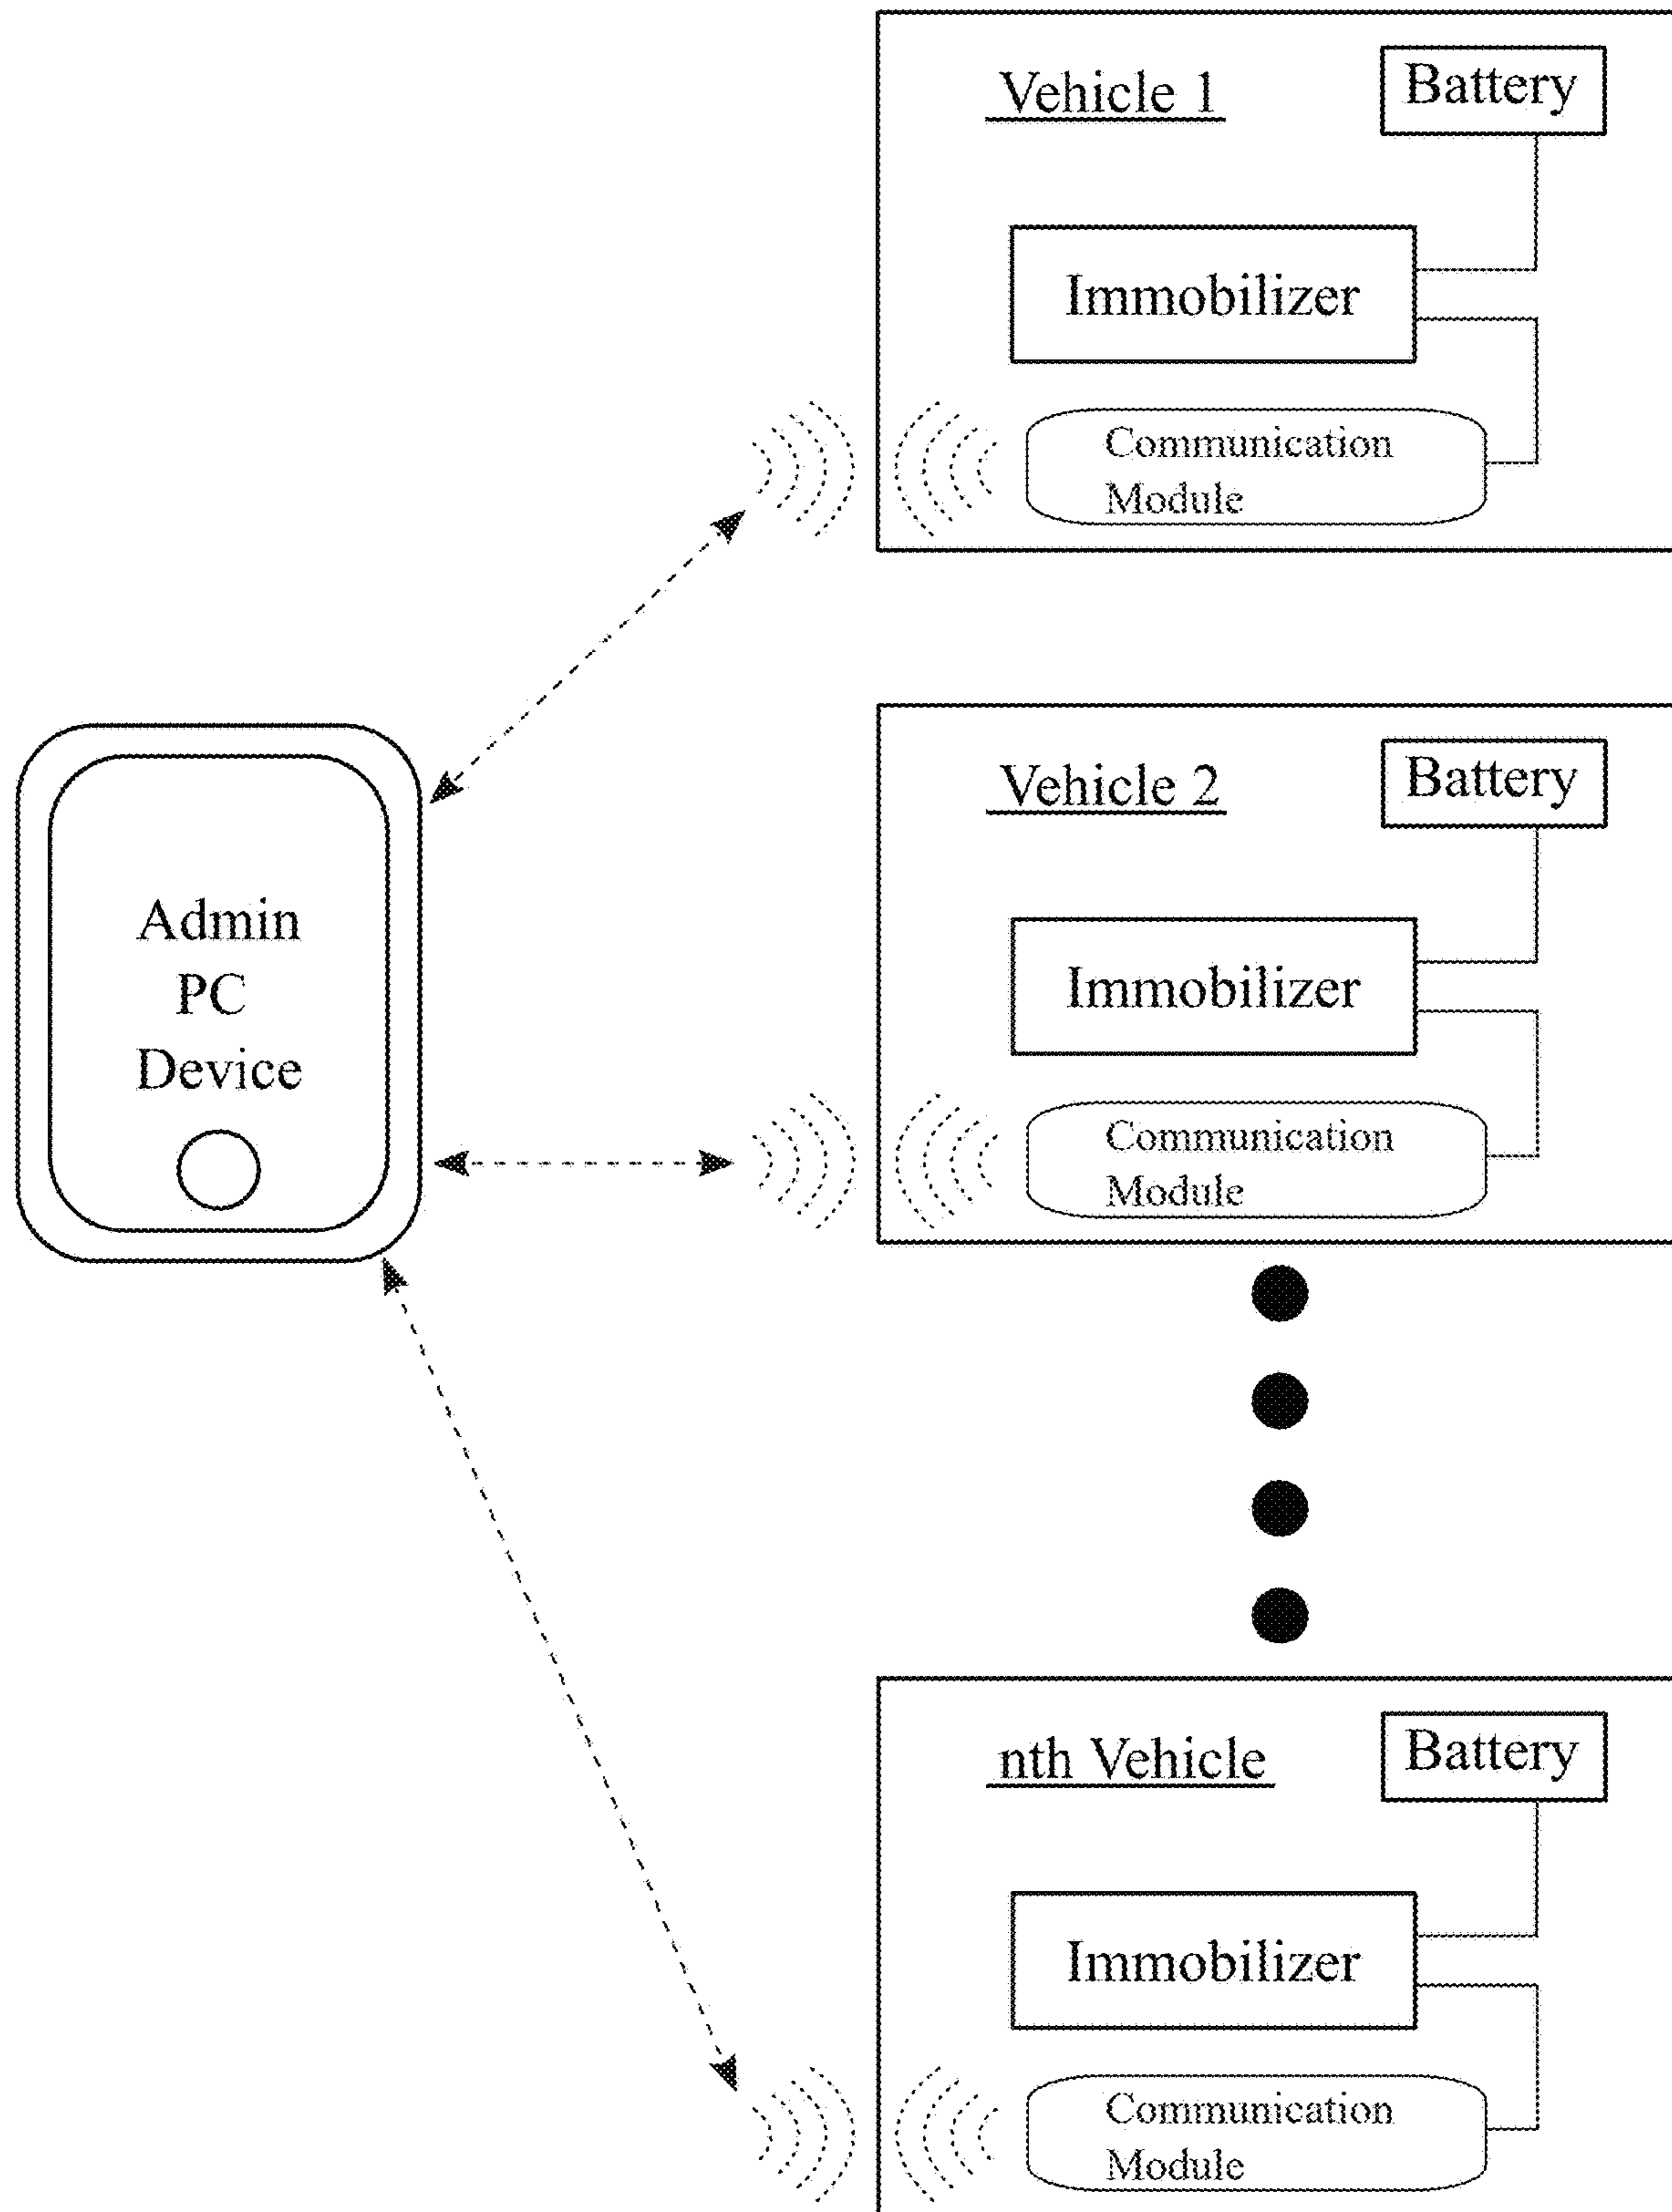 Vehicle 1
Battery
Immobilizer
Communication
Module
Admin
PC
Device
Vehicle 2
Battery
Immobilizer
Communication
Module
nth Vehicle
Battery
Immobilizer
Communication
Module